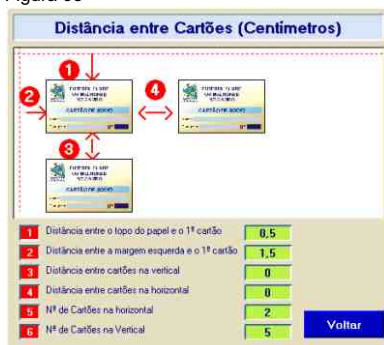 Distância entre Cartões (Centímetros)
1
2
4
CARTÃO DE SÓCIO
CARTÃO DE SÓCIO
3
CARTÃO DE SÓCIO
1 Distância entre o topo do papel e o 1º cartão 0,5
2 Distância entre a margem esquerda e o 1º cartão 1,5
3 Distância entre cartões na vertical 0
4 Distância entre cartões na horizontal 0
5 Nº de Cartões na horizontal 2
6 Nº de Cartões na Vertical 5
Voltar